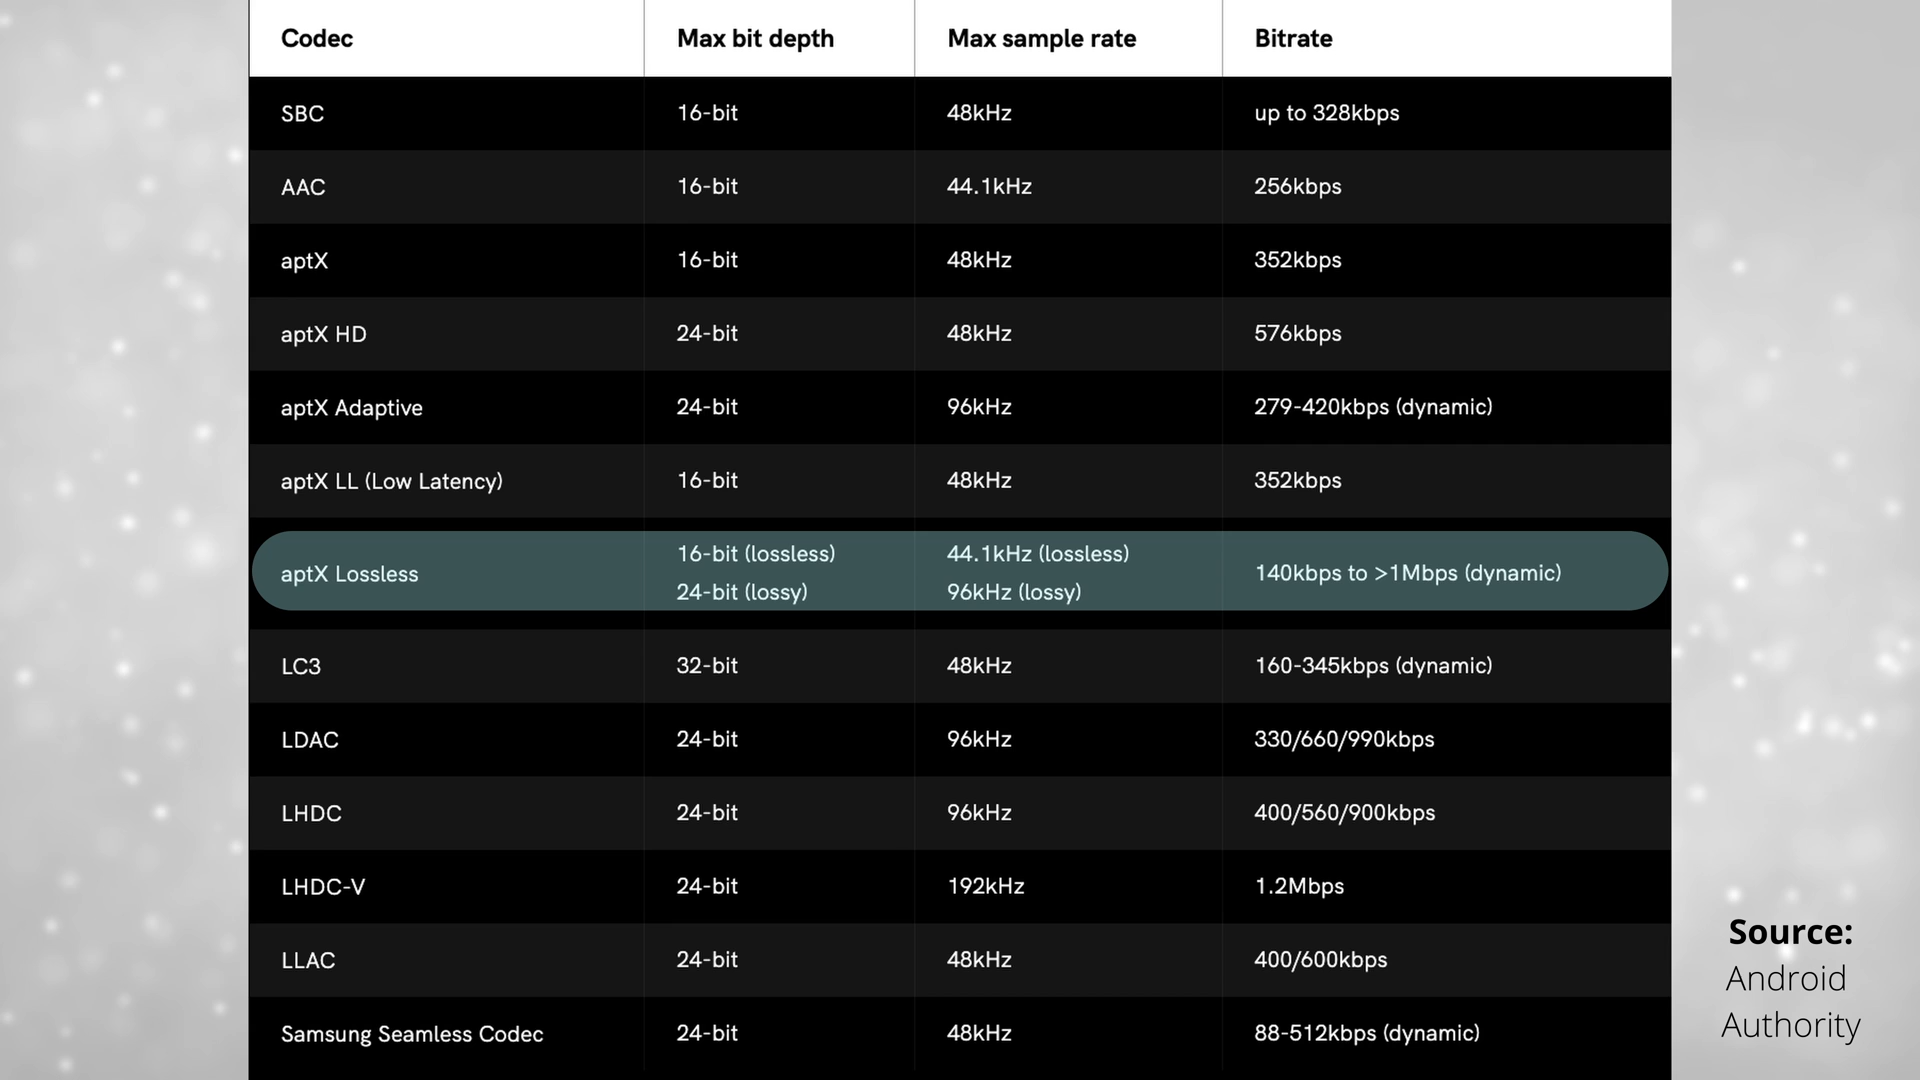 Codec Max bit depth Max sample rate Bitrate
SBC 16-bit 48kHz up to 328kbps
AAC 16-bit 44.1kHz 256kbps
aptX 16-bit 48kHz 352kbps
aptX HD 24-bit 48kHz 576kbps
aptX Adaptive 24-bit 96kHz 279-420kbps (dynamic)
aptX LL (Low Latency) 16-bit 48kHz 352kbps
aptX Lossless 16-bit (lossless) 44.1kHz (lossless) 140kbps to >1Mbps (dynamic)
24-bit (lossy) 96kHz (lossy)
LC3 32-bit 48kHz 160-345kbps (dynamic)
LDAC 24-bit 96kHz 330/660/990kbps
LHDC 24-bit 96kHz 400/560/900kbps
LHDC-V 24-bit 192kHz 1.2Mbps
LLAC 24-bit 48kHz 400/600kbps
Samsung Seamless Codec 24-bit 48kHz 88-512kbps (dynamic)
Source:
Android
Authority